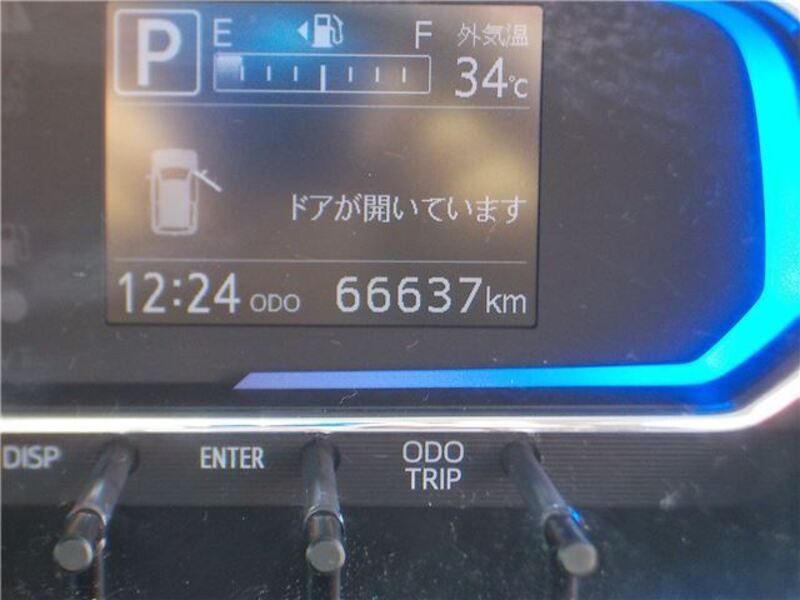 P E F 外気温
34℃
ドアが開いています
12:24 ODO 66637km
DISP ENTER ODO
TRIP